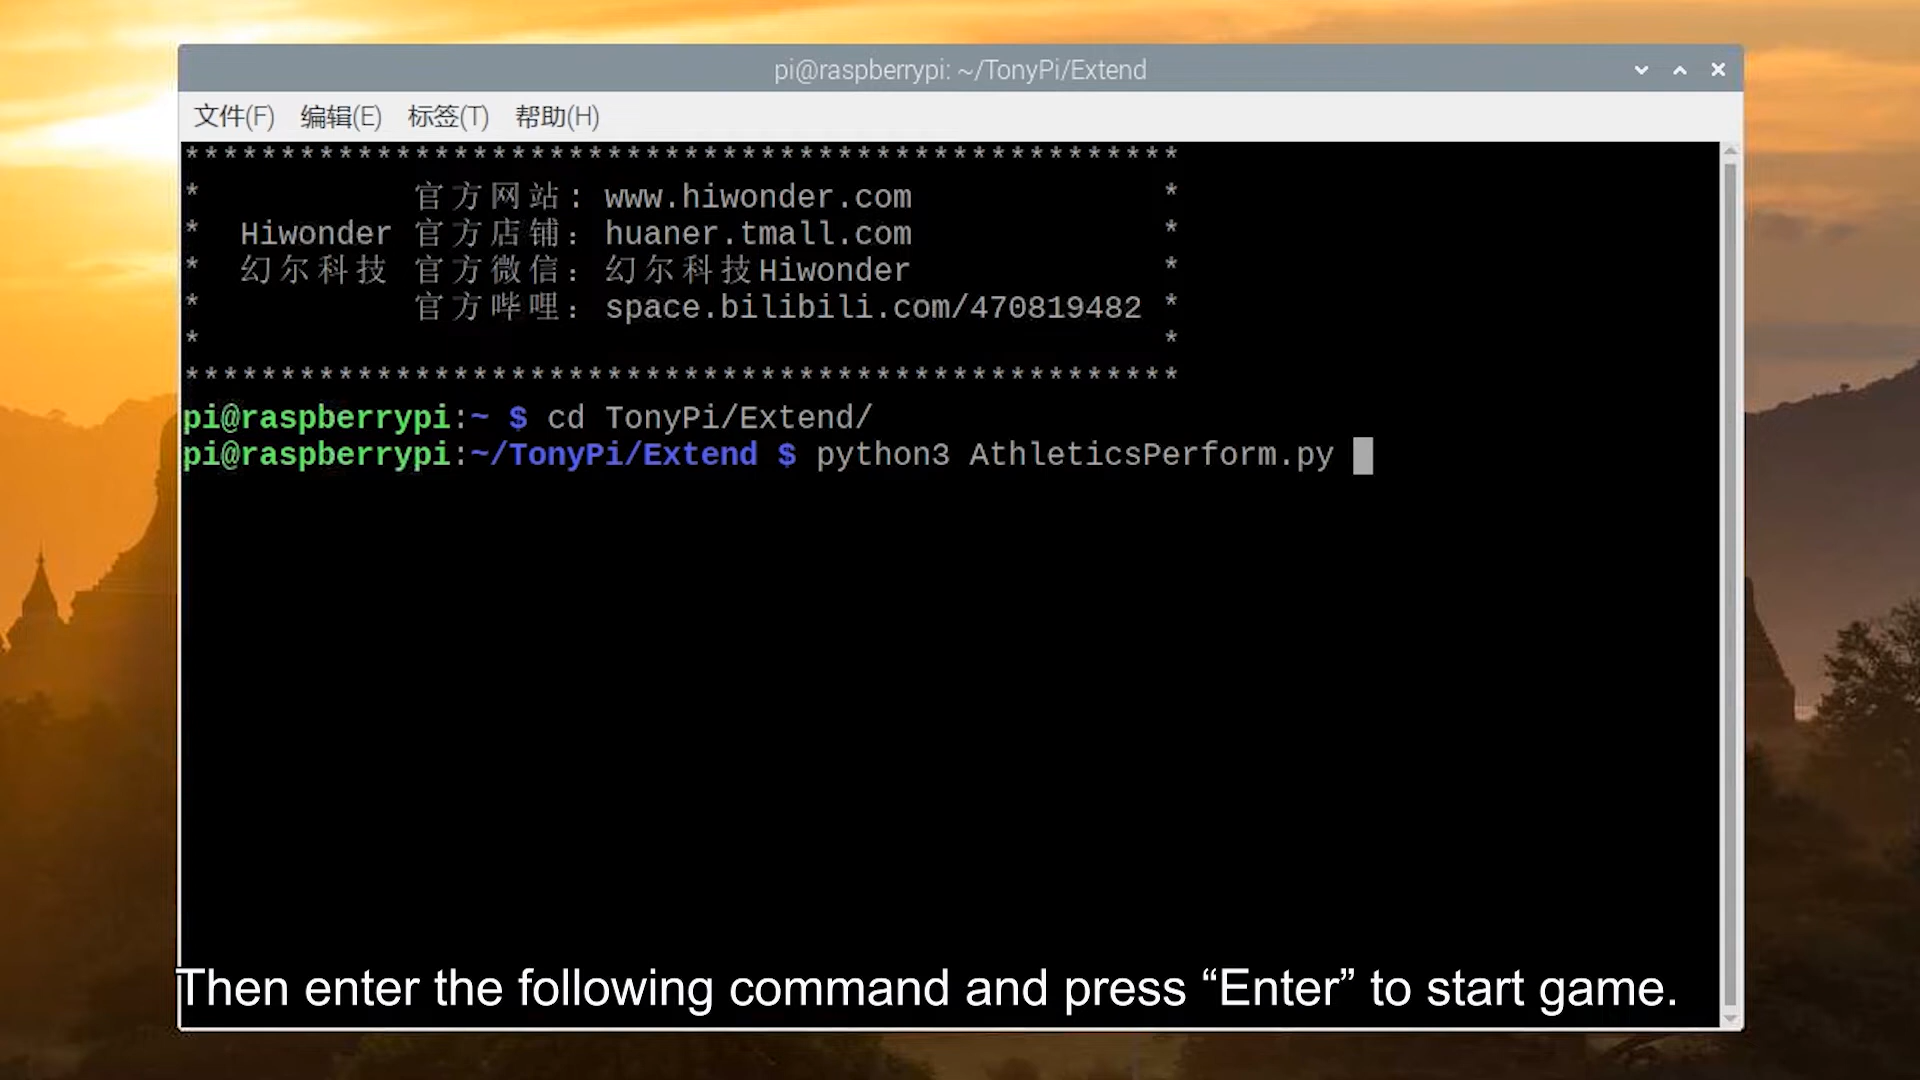 pi@raspberrypi: ~/TonyPi/Extend
文件(F) 编辑(E) 标签(T) 帮助(H)
****************************************************
* 官方网站: www.hiwonder.com *
* Hiwonder 官方店铺: huaner.tmall.com *
* 幻尔科技 官方微信: 幻尔科技Hiwonder *
* 官方哔哩: space.bilibili.com/470819482 *
* *
****************************************************
pi@raspberrypi:~ $ cd TonyPi/Extend/
pi@raspberrypi:~/TonyPi/Extend $ python3 AthleticsPerform.py
Then enter the following command and press “Enter” to start game.